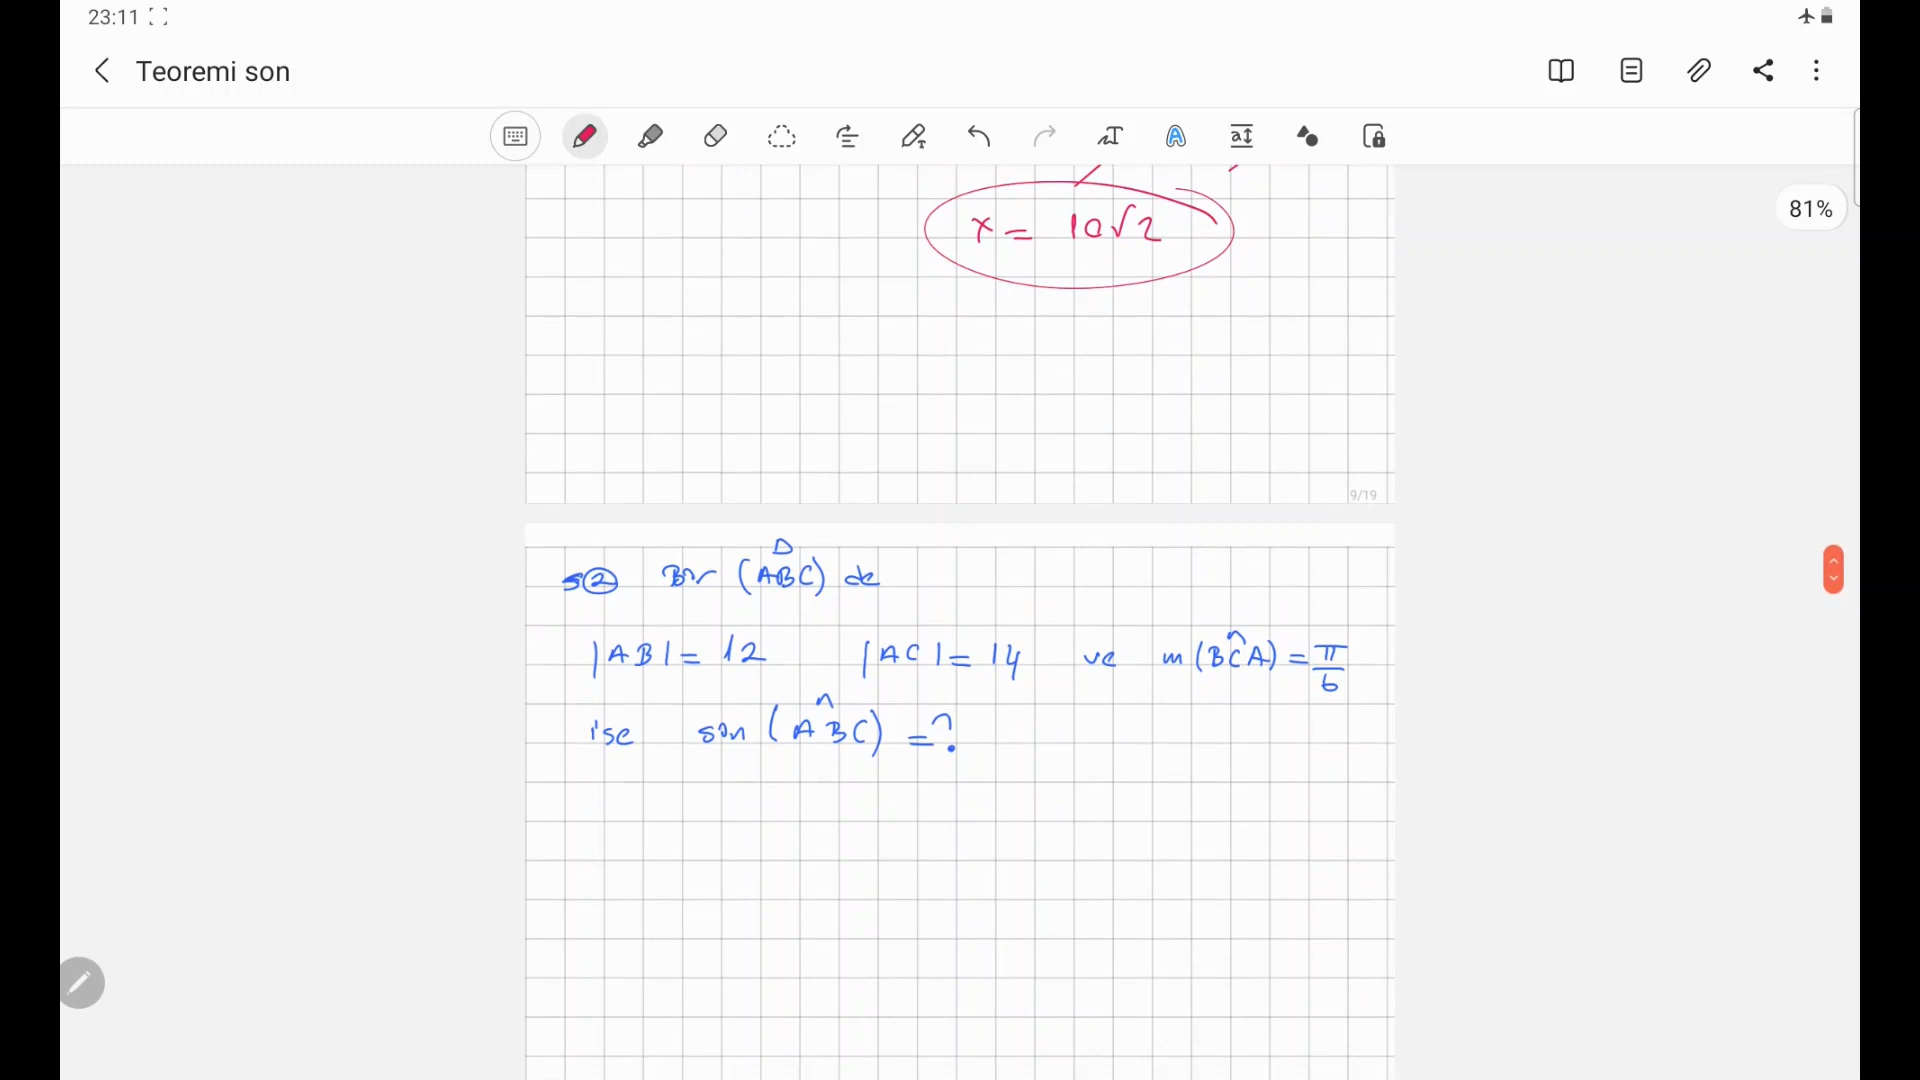 23:11
Teoremi son
81%
x = 10√2
9/19
S② Bir (ABC) de
|AB| = 12 |AC| = 14 ve m(BĈA) = π/6
ise sin(AB̂C) = ?